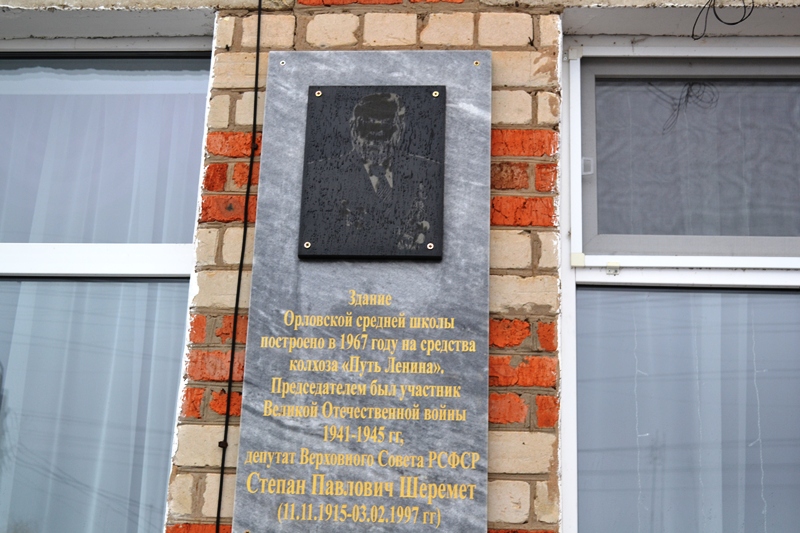 Здание
Орловской средней школы
построено в 1967 году на средства
колхоза «Путь Ленина».
Председателем был участник
Великой Отечественной войны
1941-1945 гг,
депутат Верховного Совета РСФСР
Степан Павлович Шеремет
(11.11.1915-03.02.1997 гг)